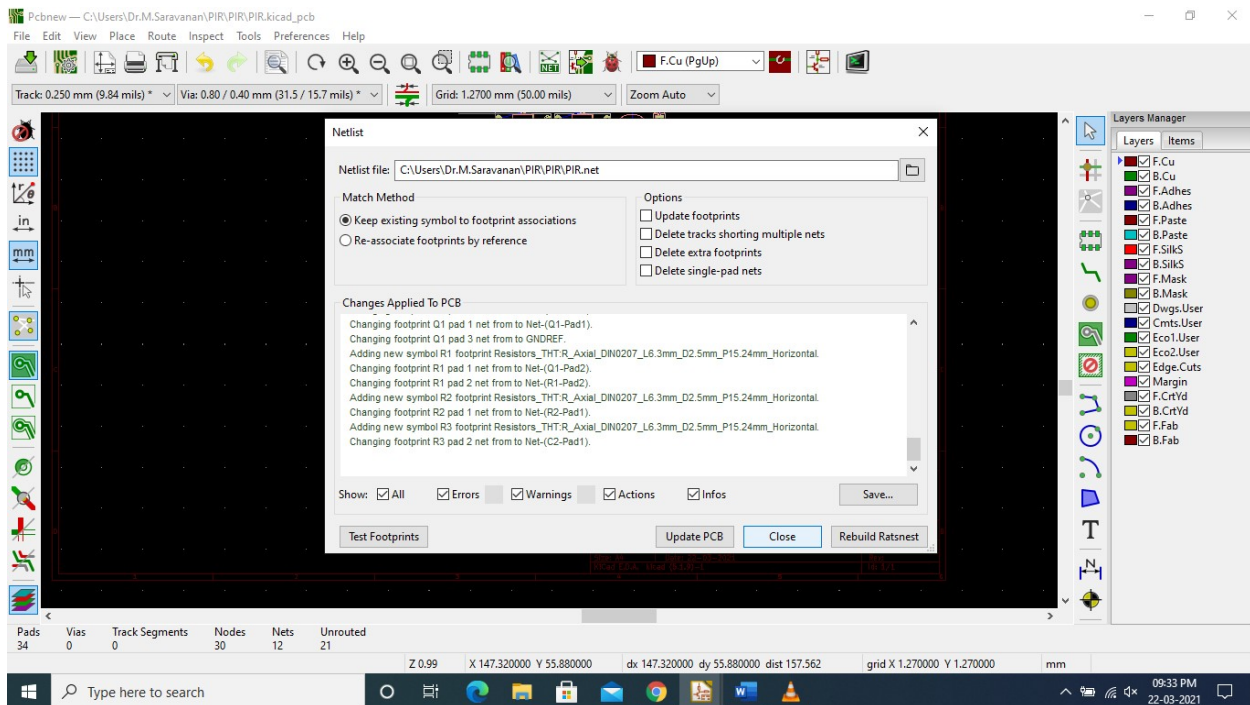 Pcbnew — C:\Users\Dr.M.Saravanan\PIR\PIR\PIR.kicad_pcb
File Edit View Place Route Inspect Tools Preferences Help
F.Cu (PgUp)
Track: 0.250 mm (9.84 mils) * Via: 0.80 / 0.40 mm (31.5 / 15.7 mils) * Grid: 1.2700 mm (50.00 mils) Zoom Auto
Netlist
Netlist file: C:\Users\Dr.M.Saravanan\PIR\PIR\PIR.net
Match Method
Keep existing symbol to footprint associations
Re-associate footprints by reference
Options
Update footprints
Delete tracks shorting multiple nets
Delete extra footprints
Delete single-pad nets
Changes Applied To PCB
Changing footprint Q1 pad 1 net from to Net-(Q1-Pad1).
Changing footprint Q1 pad 3 net from to GNDREF.
Adding new symbol R1 footprint Resistors_THT:R_Axial_DIN0207_L6.3mm_D2.5mm_P15.24mm_Horizontal.
Changing footprint R1 pad 1 net from to Net-(Q1-Pad2).
Changing footprint R1 pad 2 net from to Net-(R1-Pad2).
Adding new symbol R2 footprint Resistors_THT:R_Axial_DIN0207_L6.3mm_D2.5mm_P15.24mm_Horizontal.
Changing footprint R2 pad 1 net from to Net-(R2-Pad1).
Adding new symbol R3 footprint Resistors_THT:R_Axial_DIN0207_L6.3mm_D2.5mm_P15.24mm_Horizontal.
Changing footprint R3 pad 2 net from to Net-(C2-Pad1).
Show: All Errors Warnings Actions Infos Save...
Test Footprints Update PCB Close Rebuild Ratsnest
in
mm
T
N
Layers Manager
Layers Items
F.Cu
B.Cu
F.Adhes
B.Adhes
F.Paste
B.Paste
F.SilkS
B.SilkS
F.Mask
B.Mask
Dwgs.User
Cmts.User
Eco1.User
Eco2.User
Edge.Cuts
Margin
F.CrtYd
B.CrtYd
F.Fab
B.Fab
Pads Vias Track Segments Nodes Nets Unrouted
34 0 0 30 12 21
Z 0.99 X 147.320000 Y 55.880000 dx 147.320000 dy 55.880000 dist 157.562 grid X 1.270000 Y 1.270000 mm
Type here to search
09:33 PM
22-03-2021